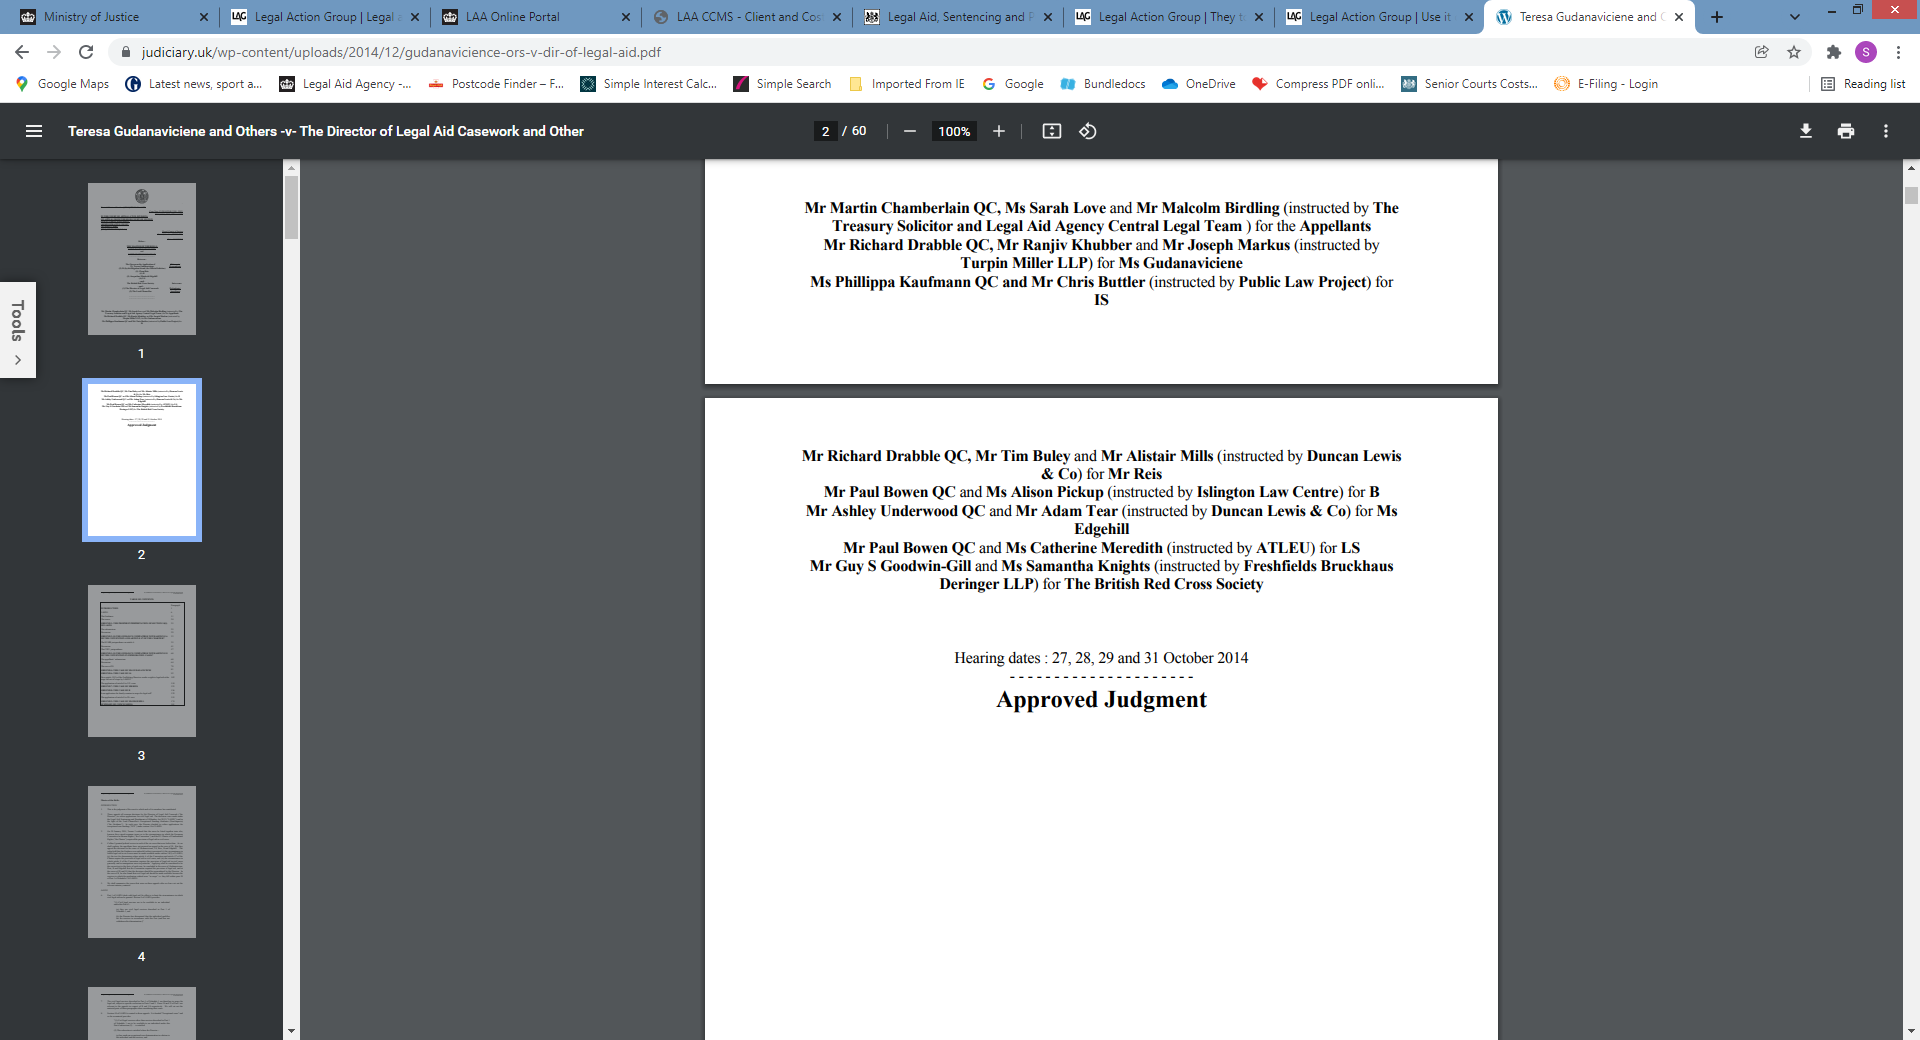 Ministry of Justice
Legal Action Group | Legal a
LAA Online Portal
LAA CCMS - Client and Cos
Legal Aid, Sentencing and P
Legal Action Group | They t
Legal Action Group | Use it
Teresa Gudanaviciene and O
judiciary.uk/wp-content/uploads/2014/12/gudanavicience-ors-v-dir-of-legal-aid.pdf
S
Google Maps
Latest news, sport a...
Legal Aid Agency -...
Postcode Finder – F...
Simple Interest Calc...
Simple Search
Imported From IE
Google
Bundledocs
OneDrive
Compress PDF onli...
Senior Courts Costs...
E-Filing - Login
Reading list
Teresa Gudanaviciene and Others -v- The Director of Legal Aid Casework and Other
2 / 60
100%
Tools
1
2
3
4
Mr Martin Chamberlain QC, Ms Sarah Love and Mr Malcolm Birdling (instructed by The
Treasury Solicitor and Legal Aid Agency Central Legal Team ) for the Appellants
Mr Richard Drabble QC, Mr Ranjiv Khubber and Mr Joseph Markus (instructed by
Turpin Miller LLP) for Ms Gudanaviciene
Ms Phillippa Kaufmann QC and Mr Chris Buttler (instructed by Public Law Project) for
IS
Mr Richard Drabble QC, Mr Tim Buley and Mr Alistair Mills (instructed by Duncan Lewis
& Co) for Mr Reis
Mr Paul Bowen QC and Ms Alison Pickup (instructed by Islington Law Centre) for B
Mr Ashley Underwood QC and Mr Adam Tear (instructed by Duncan Lewis & Co) for Ms
Edgehill
Mr Paul Bowen QC and Ms Catherine Meredith (instructed by ATLEU) for LS
Mr Guy S Goodwin-Gill and Ms Samantha Knights (instructed by Freshfields Bruckhaus
Deringer LLP) for The British Red Cross Society
Hearing dates : 27, 28, 29 and 31 October 2014
- - - - - - - - - - - - - - - - - - - - -
Approved Judgment